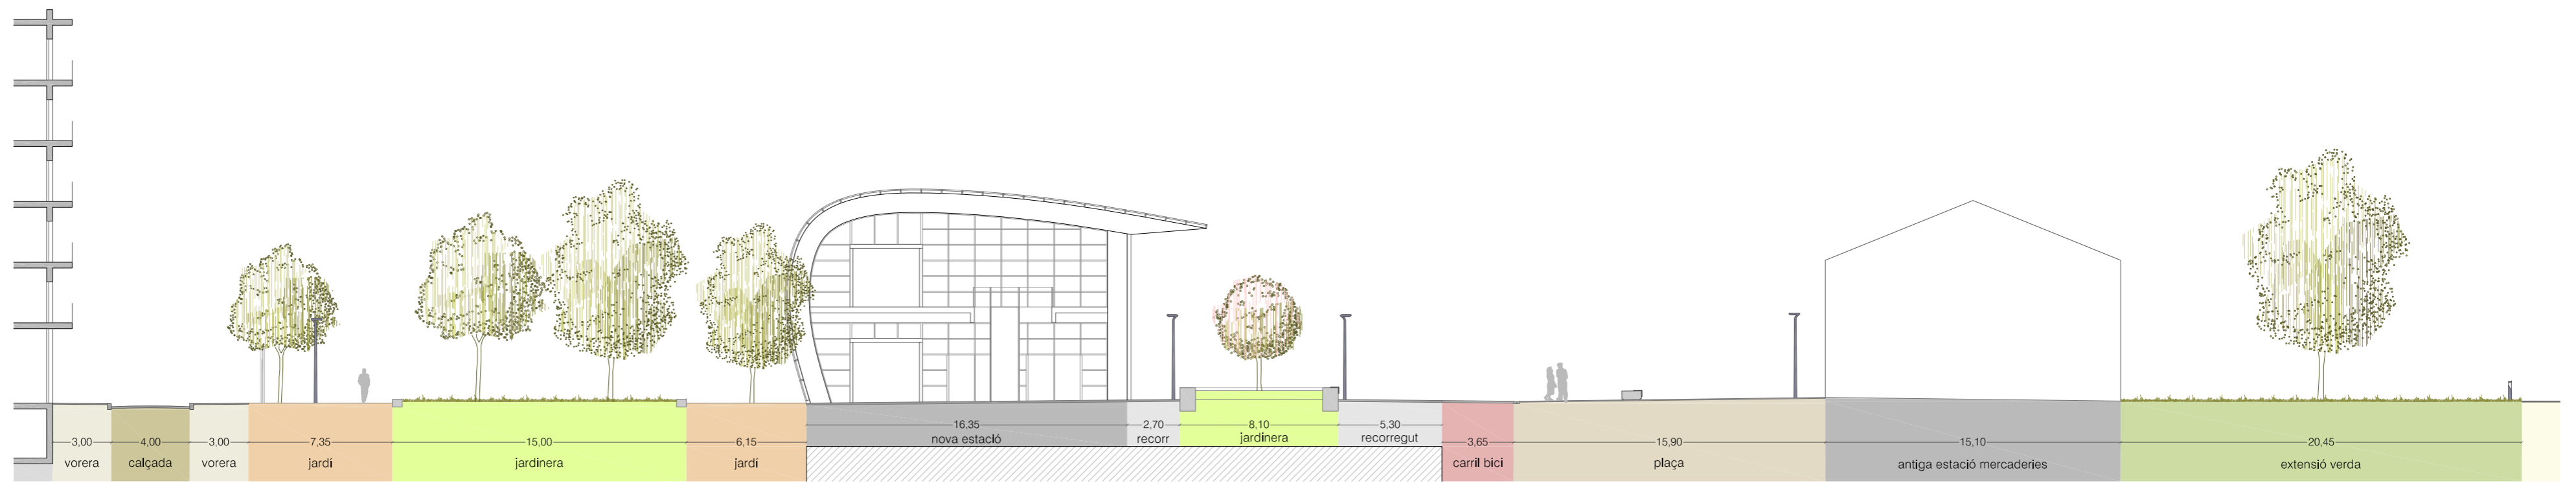 3,00 4,00 3,00 7,35 15,00 6,15 16,35 2,70 8,10 5,30 3,65 15,90 15,10 20,45
vorera calçada vorera jardí jardinera jardí nova estació recorr jardinera recorregut carril bici plaça antiga estació mercaderies extensió verda